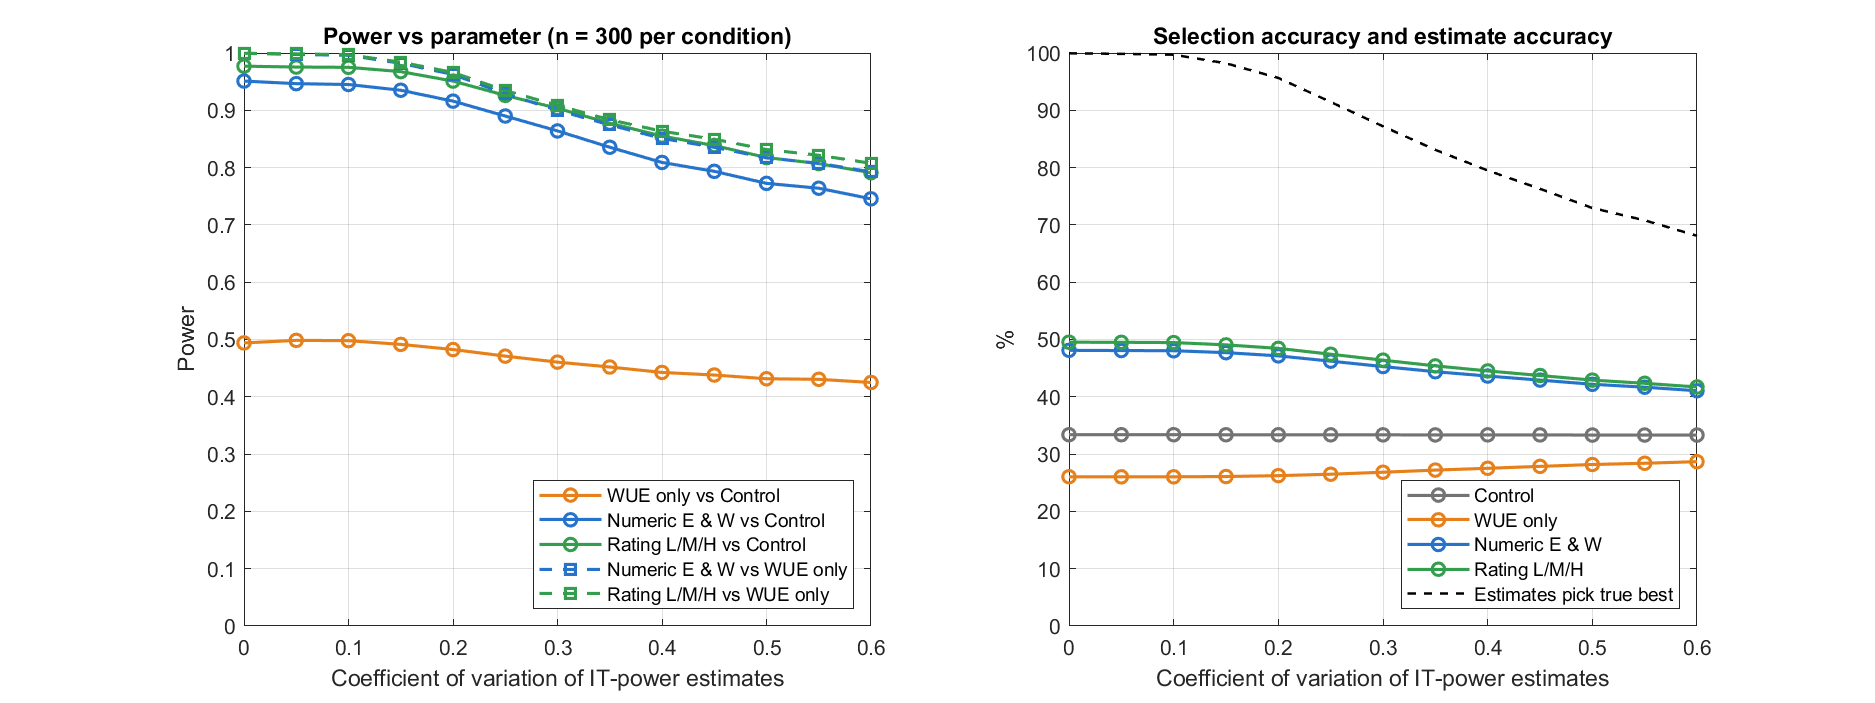 Power vs parameter (n = 300 per condition)
Power
1
0.9
0.8
0.7
0.6
0.5
0.4
0.3
0.2
0.1
0
0 0.1 0.2 0.3 0.4 0.5 0.6
Coefficient of variation of IT-power estimates
WUE only vs Control
Numeric E & W vs Control
Rating L/M/H vs Control
Numeric E & W vs WUE only
Rating L/M/H vs WUE only
Selection accuracy and estimate accuracy
%
100
90
80
70
60
50
40
30
20
10
0
0 0.1 0.2 0.3 0.4 0.5 0.6
Coefficient of variation of IT-power estimates
Control
WUE only
Numeric E & W
Rating L/M/H
Estimates pick true best